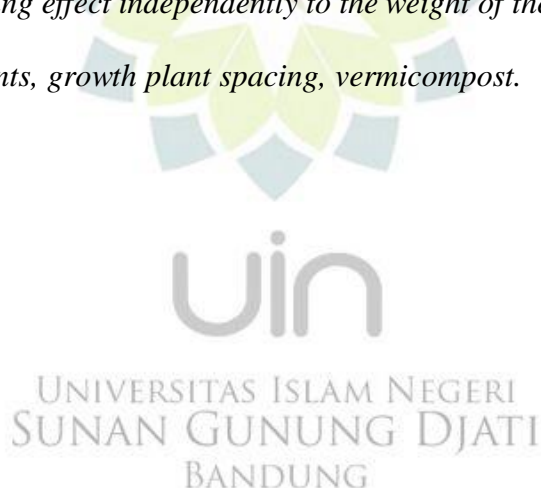 ng effect independently to the weight of the
nts, growth plant spacing, vermicompost.
uin
UNIVERSITAS ISLAM NEGERI
SUNAN GUNUNG DJATI
BANDUNG